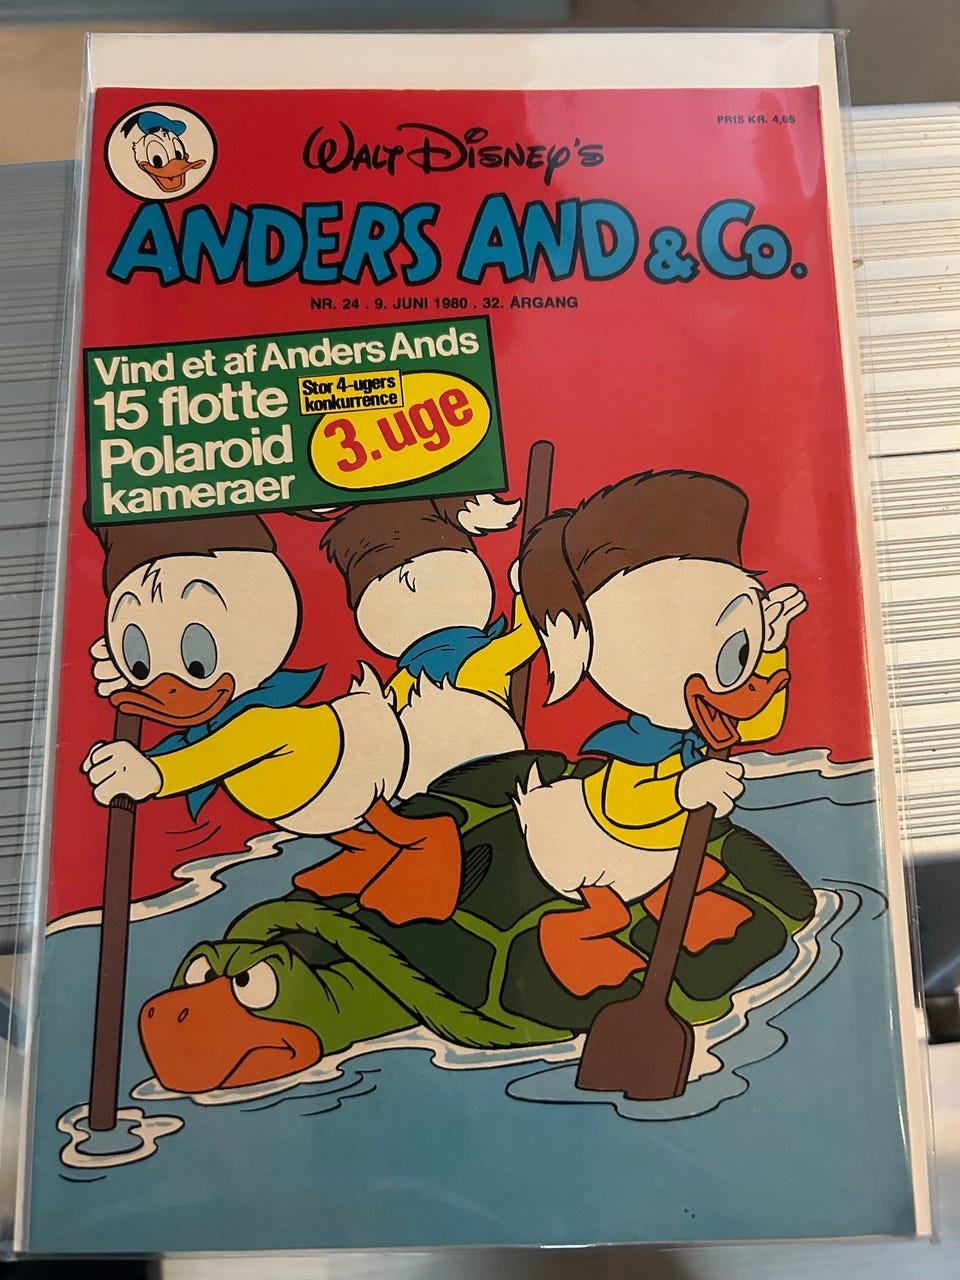 PRIS KR. 4,65
WALT DISNEY'S
ANDERS AND & Co.
NR. 24 . 9. JUNI 1980 . 32. ÅRGANG
Vind et af Anders Ands
15 flotte
Polaroid
kameraer
Stor 4-ugers
konkurrence
3. uge